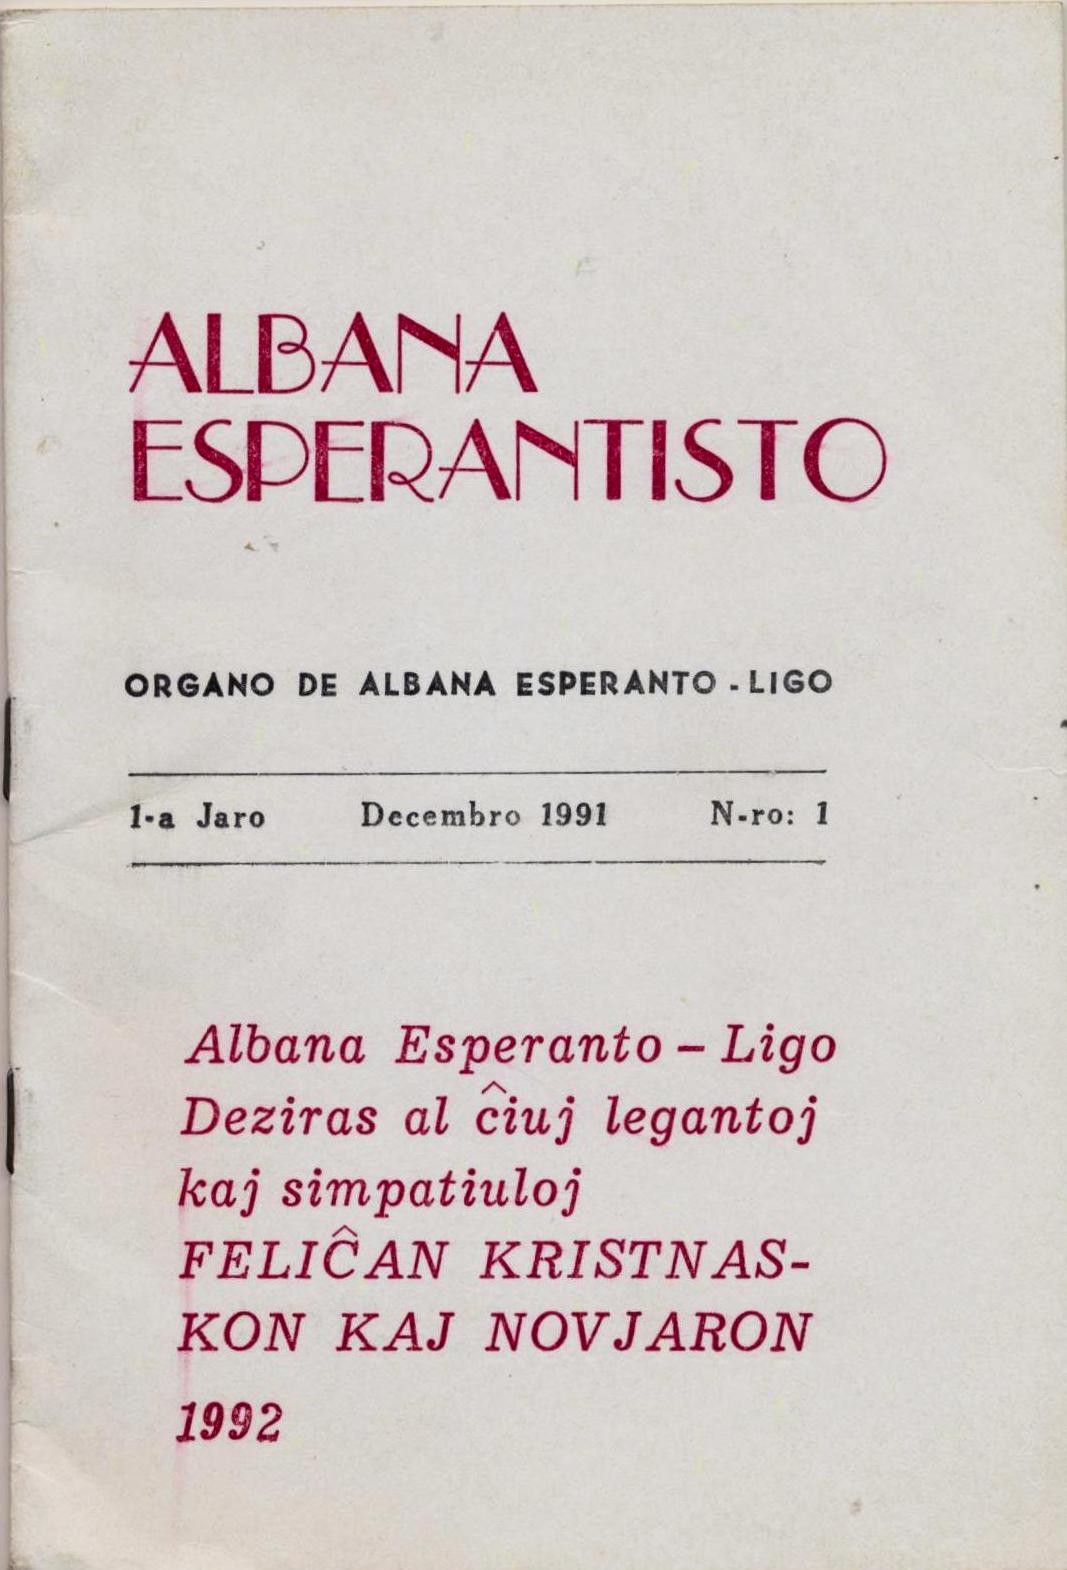 ALBANA
ESPERANTISTO
ORGANO DE ALBANA ESPERANTO - LIGO
1-a Jaro Decembro 1991 N-ro: 1
Albana Esperanto – Ligo
Deziras al ĉiuj legantoj
kaj simpatiuloj
FELIĈAN KRISTNAS-
KON KAJ NOVJARON
1992